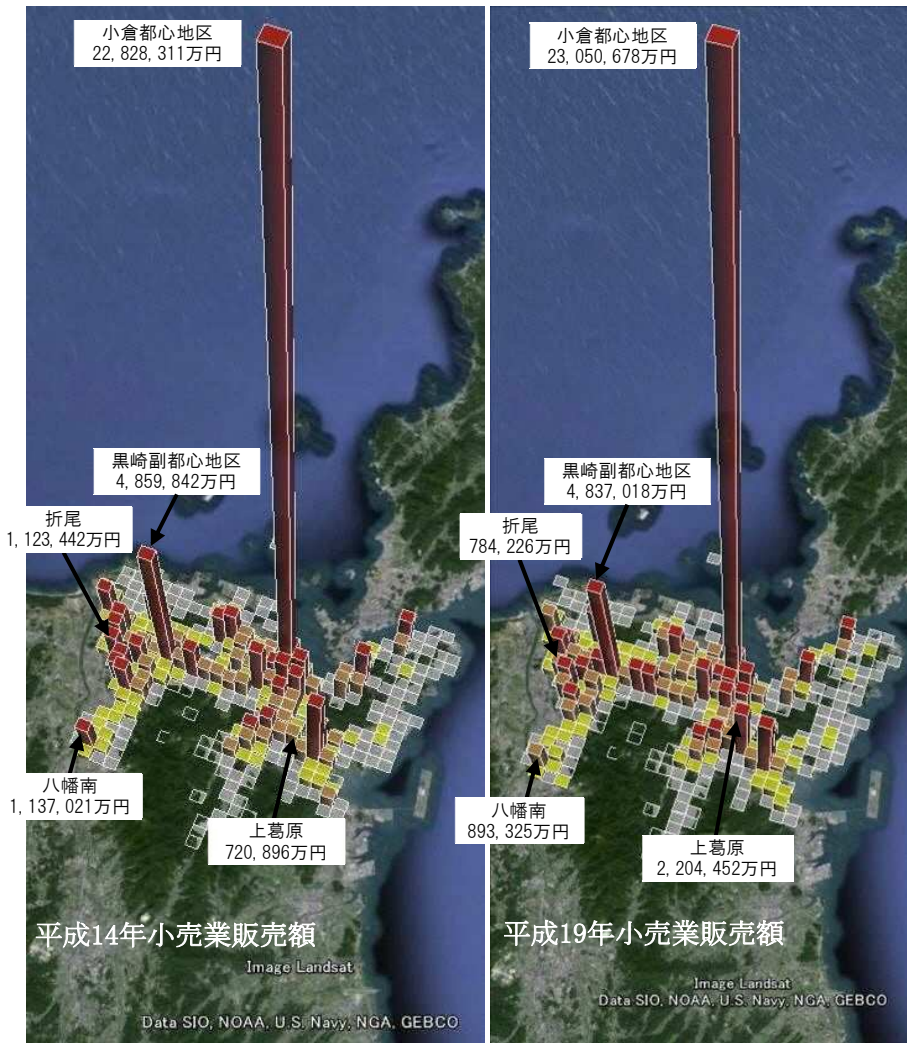 小倉都心地区
22,828,311万円
黒崎副都心地区
4,859,842万円
折尾
1,123,442万円
八幡南
1,137,021万円
上葛原
720,896万円
平成14年小売業販売額
Image Landsat
Data SIO, NOAA, U.S. Navy, NGA, GEBCO
小倉都心地区
23,050,678万円
黒崎副都心地区
4,837,018万円
折尾
784,226万円
八幡南
893,325万円
上葛原
2,204,452万円
平成19年小売業販売額
Image Landsat
Data SIO, NOAA, U.S. Navy, NGA, GEBCO